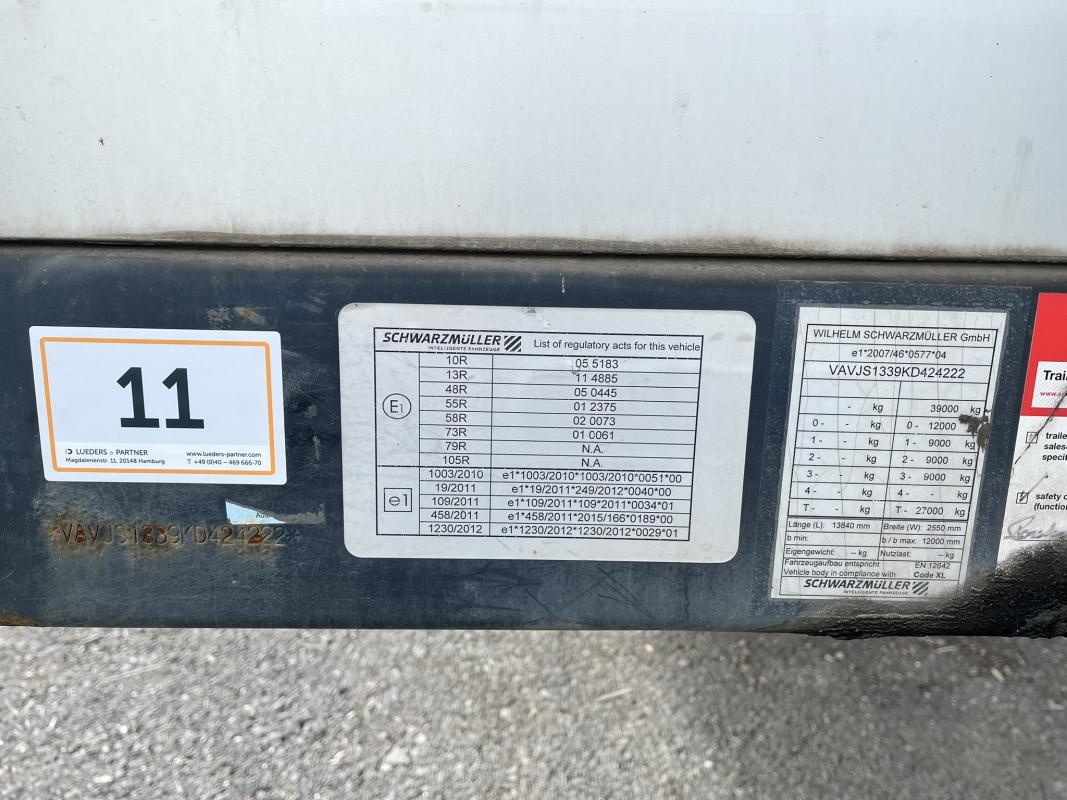 11
LUEDERS & PARTNER
Magdalenenstr. 11, 20148 Hamburg
www.lueders-partner.com
T +49 (0)40 – 469 666-70
VAVJS1339KD424222
SCHWARZMÜLLER
INTELLIGENTE FAHRZEUGE
List of regulatory acts for this vehicle
E1
10R 05 5183
13R 11 4885
48R 05 0445
55R 01 2375
58R 02 0073
73R 01 0061
79R N.A.
105R N.A.
e1
1003/2010 e1*1003/2010*1003/2010*0051*00
19/2011 e1*19/2011*249/2012*0040*00
109/2011 e1*109/2011*109/2011*0034*01
458/2011 e1*458/2011*2015/166*0189*00
1230/2012 e1*1230/2012*1230/2012*0029*01
WILHELM SCHWARZMÜLLER GmbH
e1*2007/46*0577*04
VAVJS1339KD424222
- kg 39000 kg
0- - kg 0- 12000 kg
1- - kg 1- 9000 kg
2- - kg 2- 9000 kg
3- - kg 3- 9000 kg
4- - kg 4- - kg
T- - kg T- 27000 kg
Länge (L): 13840 mm Breite (W): 2550 mm
b min: b / b max: 12000 mm
Eigengewicht: -- kg Nutzlast: -- kg
Fahrzeugaufbau entspricht EN 12642
Vehicle body in compliance with Code XL
SCHWARZMÜLLER
INTELLIGENTE FAHRZEUGE